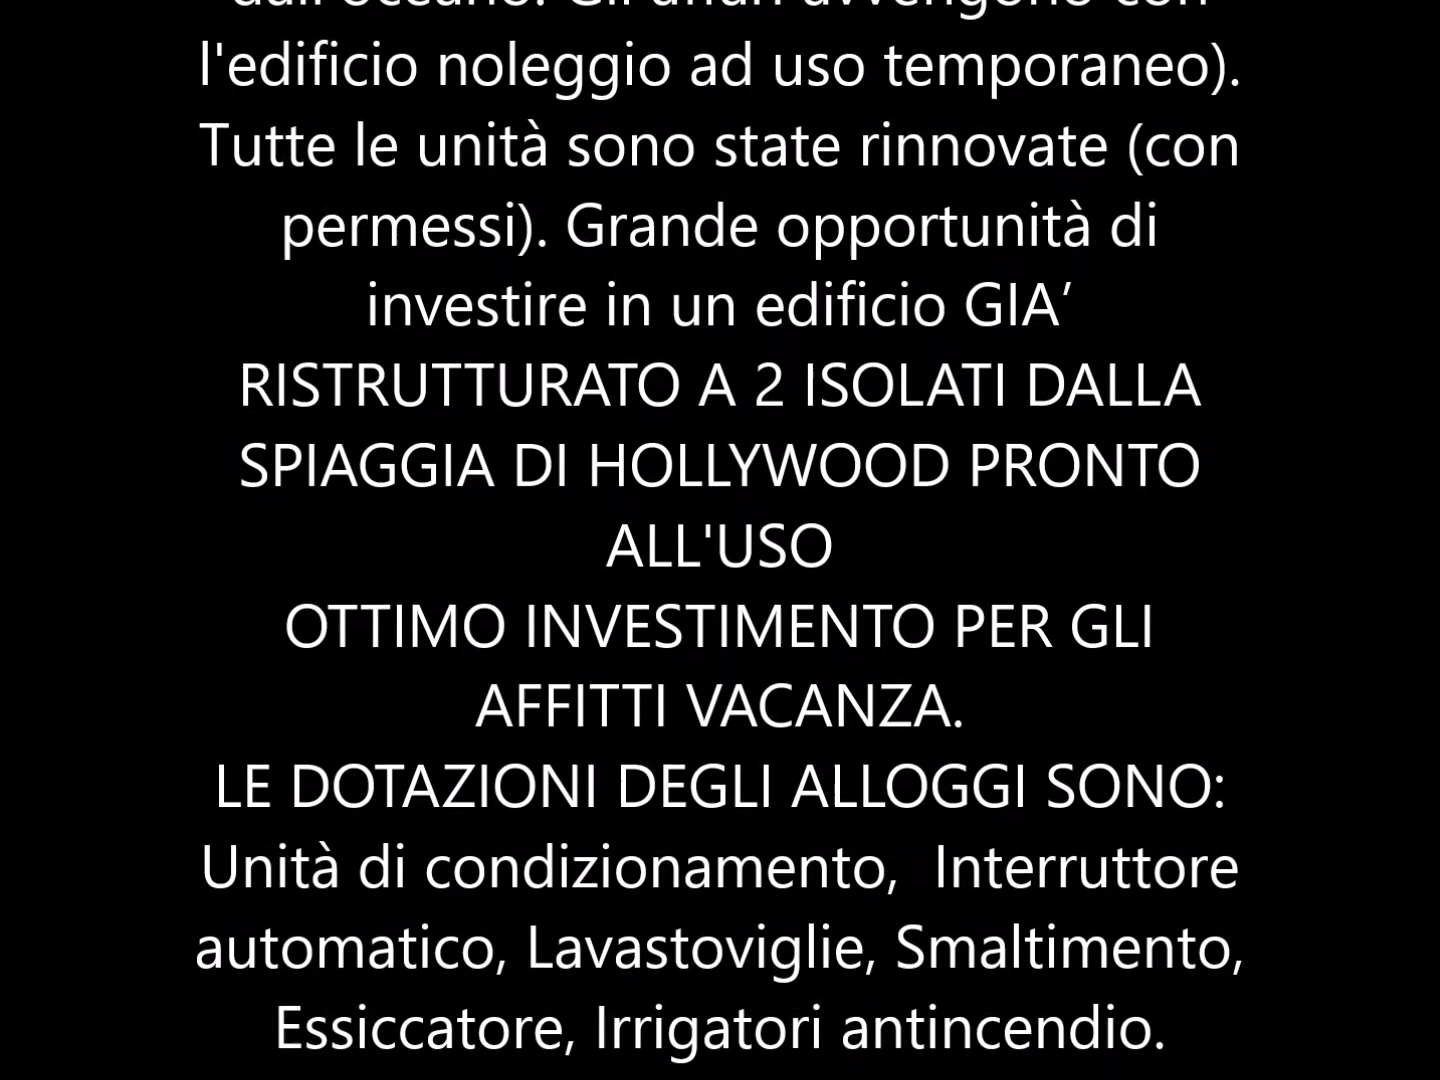 l'edificio noleggio ad uso temporaneo).
Tutte le unità sono state rinnovate (con
permessi). Grande opportunità di
investire in un edificio GIA’
RISTRUTTURATO A 2 ISOLATI DALLA
SPIAGGIA DI HOLLYWOOD PRONTO
ALL'USO
OTTIMO INVESTIMENTO PER GLI
AFFITTI VACANZA.
LE DOTAZIONI DEGLI ALLOGGI SONO:
Unità di condizionamento,  Interruttore
automatico, Lavastoviglie, Smaltimento,
Essiccatore, Irrigatori antincendio.